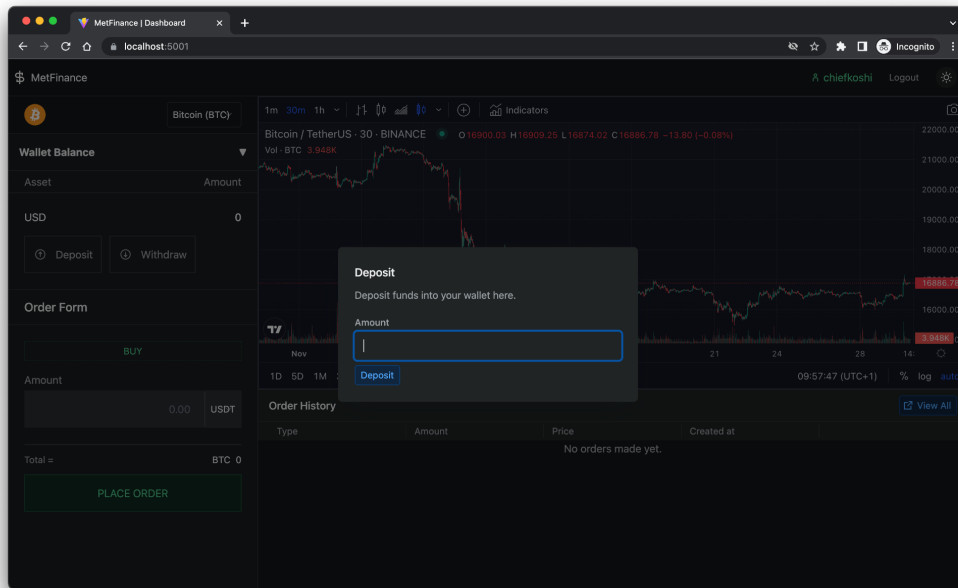 MetFinance | Dashboard
localhost:5001
Incognito
MetFinance
chiefkoshi Logout
Bitcoin (BTC)
Wallet Balance
Asset Amount
USD 0
Deposit Withdraw
Order Form
BUY
Amount
0.00 USDT
Total = BTC 0
PLACE ORDER
1m 30m 1h Indicators
Bitcoin / TetherUS · 30 · BINANCE O16900.03 H16909.25 L16874.02 C16886.78 −13.80 (−0.08%)
Vol · BTC 3.948K
22000.00
21000.00
20000.00
19000.00
18000.00
16886.78
16000.00
3.948K
Deposit
Deposit funds into your wallet here.
Amount
Deposit
Nov 21 24 28 14:
1D 5D 1M 09:57:47 (UTC+1) % log auto
Order History View All
Type Amount Price Created at
No orders made yet.